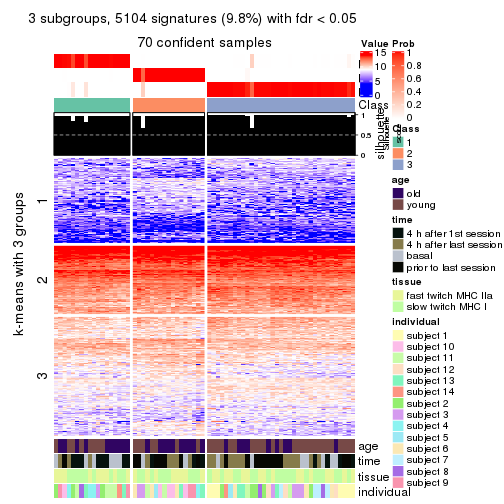 3 subgroups, 5104 signatures (9.8%) with fdr < 0.05
70 confident samples
k-means with 3 groups
1
2
3
Class
silhouette
1
0.5
0
age
time
tissue
individual
Value
15
10
5
0
Prob
1
0.8
0.6
0.4
0.2
0
Class
1
2
3
age
old
young
time
4 h after 1st session
4 h after last session
basal
prior to last session
tissue
fast twitch MHC IIa
slow twitch MHC I
individual
subject 1
subject 10
subject 11
subject 12
subject 13
subject 14
subject 2
subject 3
subject 4
subject 5
subject 6
subject 7
subject 8
subject 9